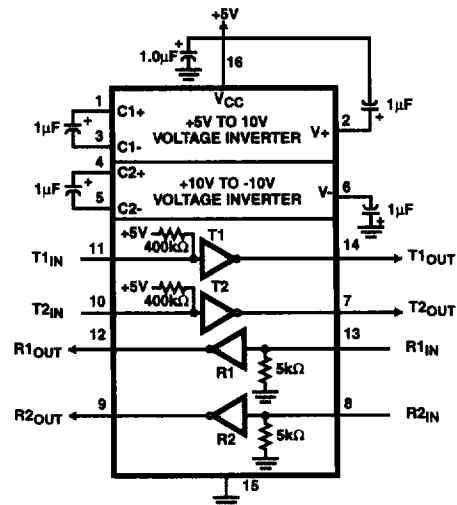 +5V
1.0μF
+
16
VCC
1
C1+
+5V TO 10V
VOLTAGE INVERTER
1μF
+
3
C1-
2
V+
1μF
+
4
C2+
+10V TO -10V
VOLTAGE INVERTER
1μF
+
5
C2-
V-
6
1μF
+
+5V
400kΩ
T1
T1IN
11
14
T1OUT
+5V
400kΩ
T2
T2IN
10
7
T2OUT
R1OUT
12
13
R1IN
R1
5kΩ
R2OUT
9
8
R2IN
R2
5kΩ
15